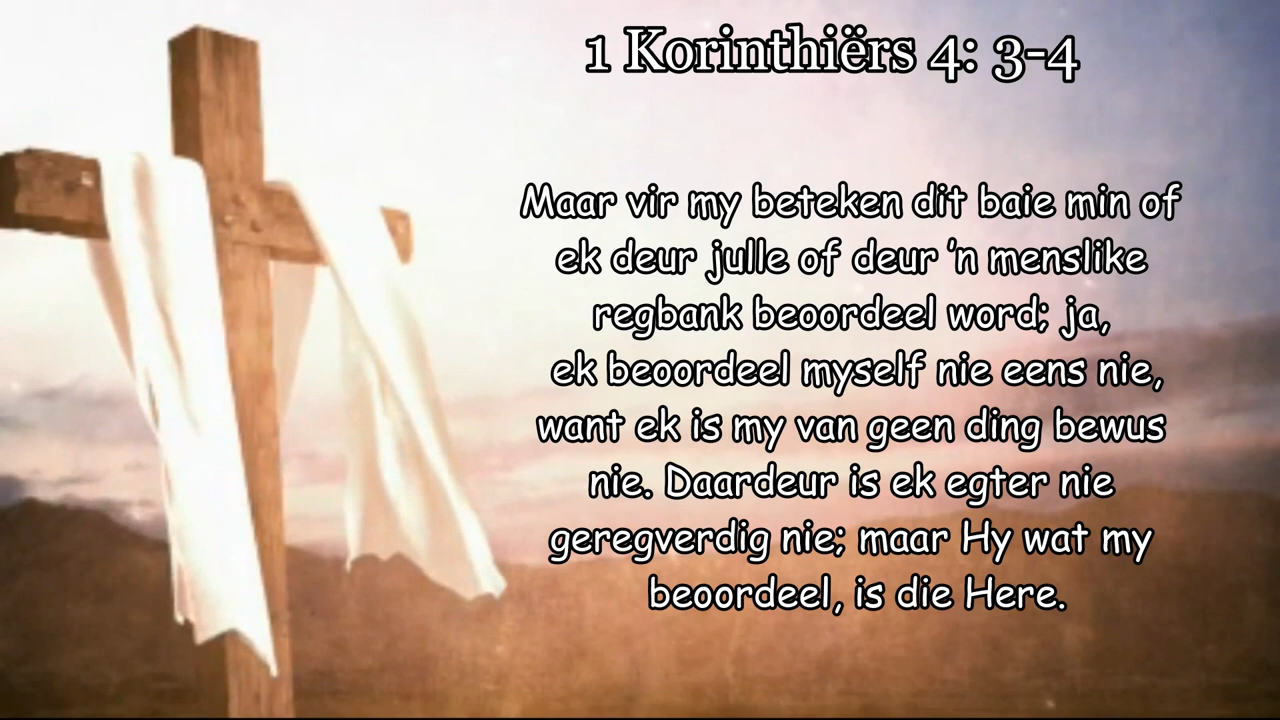 1 Korinthiërs 4: 3-4
Maar vir my beteken dit baie min of
ek deur julle of deur 'n menslike
regbank beoordeel word; ja,
ek beoordeel myself nie eens nie,
want ek is my van geen ding bewus
nie. Daardeur is ek egter nie
geregverdig nie; maar Hy wat my
beoordeel, is die Here.